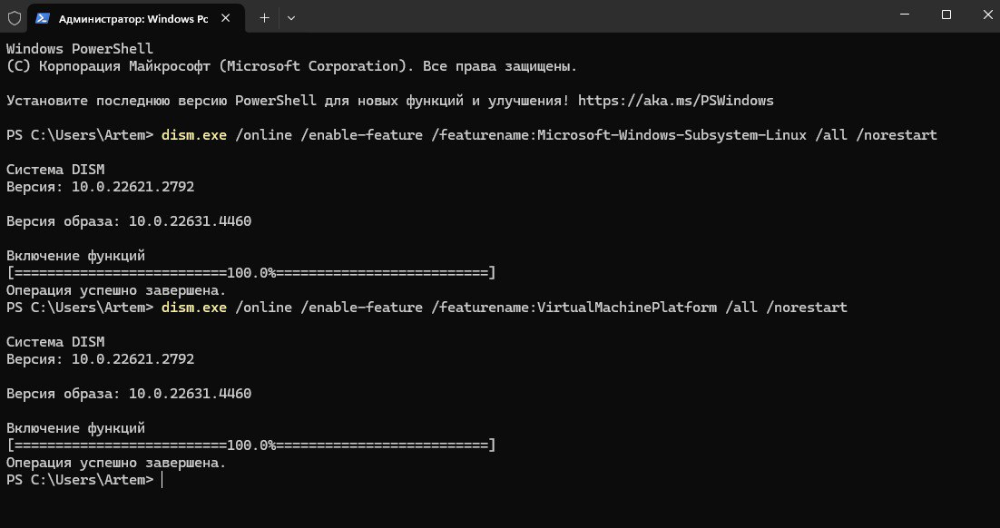 Администратор: Windows Pc
Windows PowerShell
(C) Корпорация Майкрософт (Microsoft Corporation). Все права защищены.
Установите последнюю версию PowerShell для новых функций и улучшения! https://aka.ms/PSWindows
PS C:\Users\Artem> dism.exe /online /enable-feature /featurename:Microsoft-Windows-Subsystem-Linux /all /norestart
Cистема DISM
Версия: 10.0.22621.2792
Версия образа: 10.0.22631.4460
Включение функций
[==========================100.0%==========================]
Операция успешно завершена.
PS C:\Users\Artem> dism.exe /online /enable-feature /featurename:VirtualMachinePlatform /all /norestart
Cистема DISM
Версия: 10.0.22621.2792
Версия образа: 10.0.22631.4460
Включение функций
[==========================100.0%==========================]
Операция успешно завершена.
PS C:\Users\Artem>